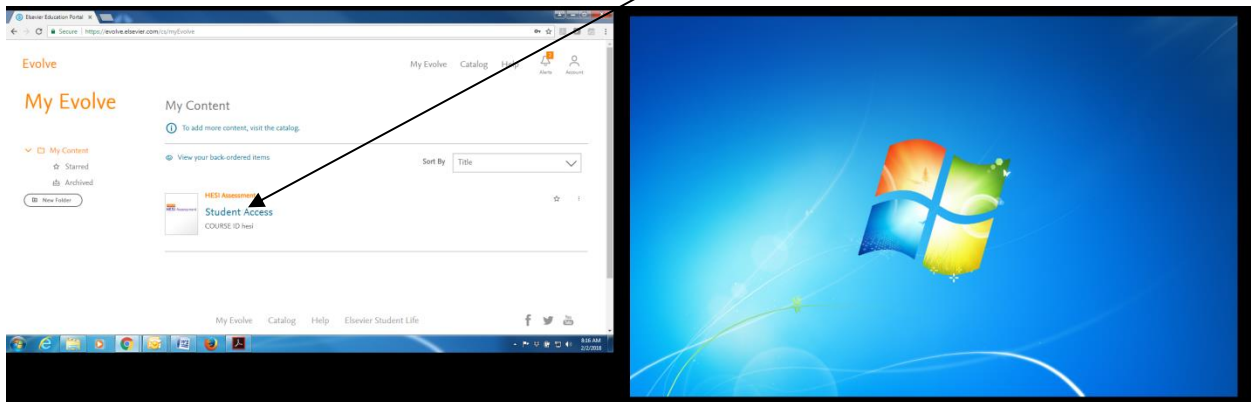 Elsevier Education Portal
Secure | https://evolve.elsevier.com/cs/myEvolve
Evolve
My Evolve Catalog Help
Alerts Account
My Evolve
My Content
To add more content, visit the catalog.
My Content
Starred
Archived
New Folder
View your back-ordered items
Sort By Title
HESI Assessment
Student Access
COURSE ID hesi
My Evolve Catalog Help Elsevier Student Life
8:16 AM
2/2/2018